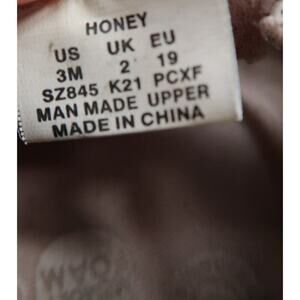 HONEY
US UK EU
3M 2 19
SZ845 K21 PCXF
MAN MADE UPPER
MADE IN CHINA